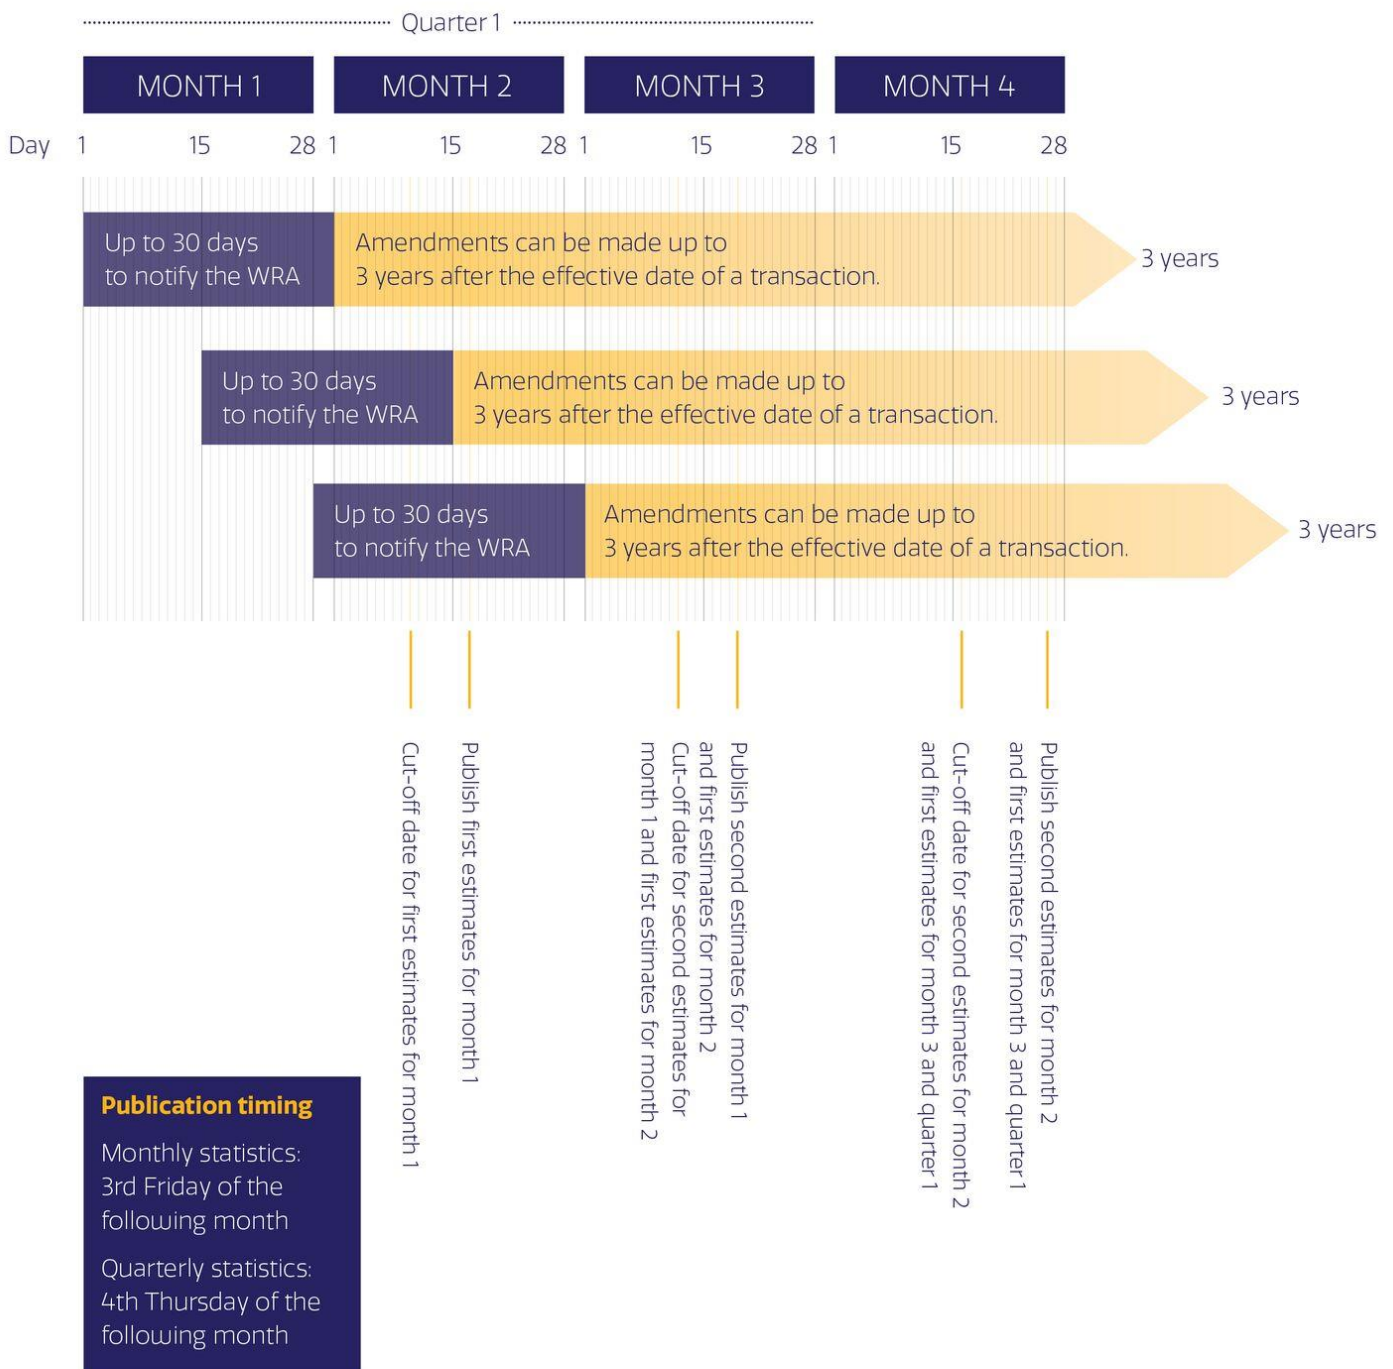 Quarter 1
MONTH 1
MONTH 2
MONTH 3
MONTH 4
Day 1 15 28 1 15 28 1 15 28 1 15 28
Up to 30 days
to notify the WRA
Amendments can be made up to
3 years after the effective date of a transaction.
3 years
Up to 30 days
to notify the WRA
Amendments can be made up to
3 years after the effective date of a transaction.
3 years
Up to 30 days
to notify the WRA
Amendments can be made up to
3 years after the effective date of a transaction.
3 years
Cut-off date for first estimates for month 1
Publish first estimates for month 1
Cut-off date for second estimates for
month 1 and first estimates for month 2
Publish second estimates for month 1
and first estimates for month 2
Cut-off date for second estimates for month 2
and first estimates for month 3 and quarter 1
Publish second estimates for month 2
and first estimates for month 3 and quarter 1
Publication timing
Monthly statistics:
3rd Friday of the
following month
Quarterly statistics:
4th Thursday of the
following month